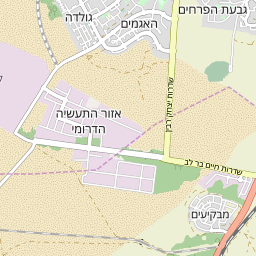 גולדה
האגמים
גבעת הפרחים
שדרות יצחק רבין
אזור התעשיה
הדרומי
שדרות חיים בר לב
מבקיעים